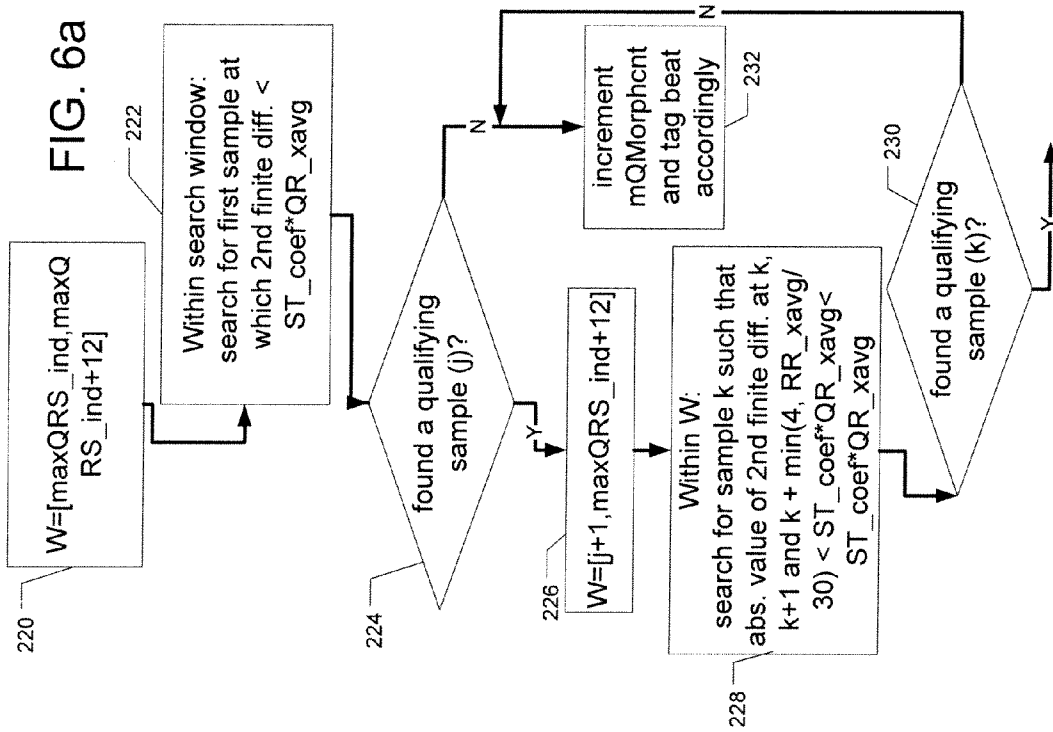 FIG. 6a
220
W=[maxQRS_ind,maxQ
RS_ind+12]
222
Within search window:
search for first sample at
which 2nd finite diff. <
ST_coef*QR_xavg
224
found a qualifying
sample (j)?
N
Y
226
W=[j+1,maxQRS_ind+12]
228
Within W:
search for sample k such that
abs. value of 2nd finite diff. at k,
k+1 and k + min(4, RR_xavg/
30) < ST_coef*QR_xavg<
ST_coef*QR_xavg
230
found a qualifying
sample (k)?
N
Y
increment
mQMorphcnt
and tag beat
accordingly
232